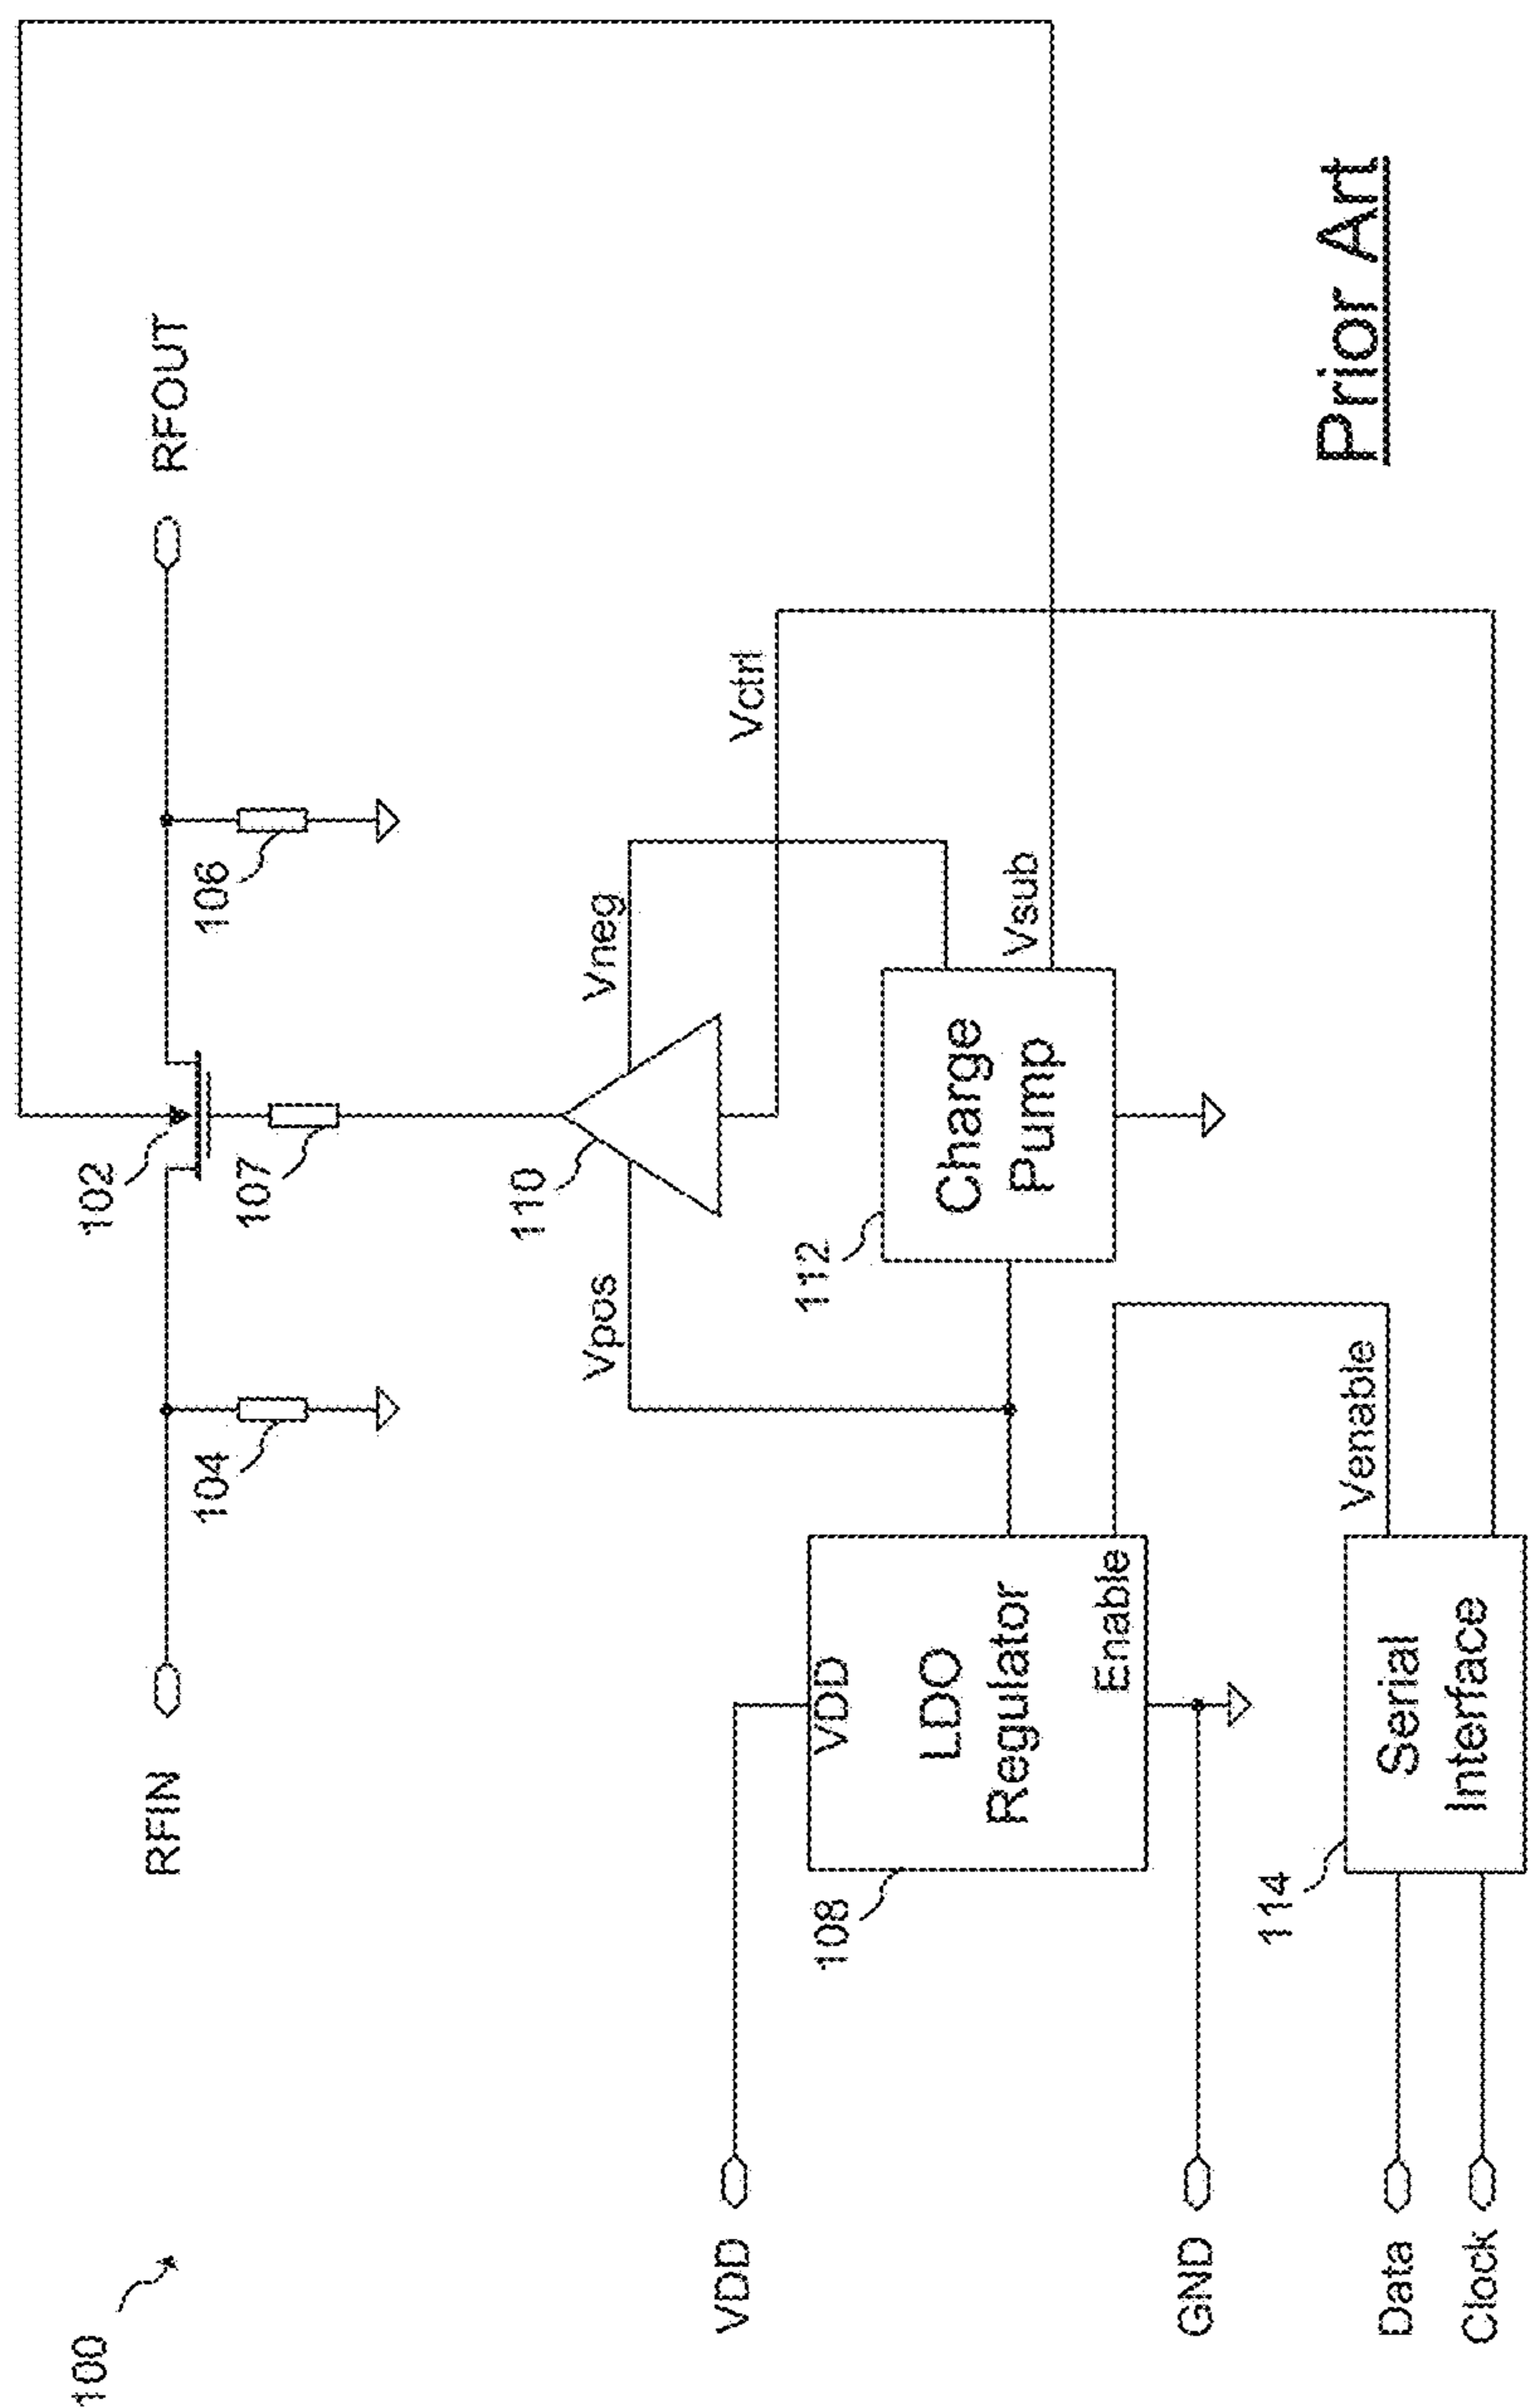 100
RFIN
RFOUT
102
104
106
107
110
Vpos
Vneg
Vctrl
VDD
VDD
LDO
Regulator
Enable
108
112
Charge
Pump
Vsub
GND
Venable
114
Serial
Interface
Data
Clock
Prior Art